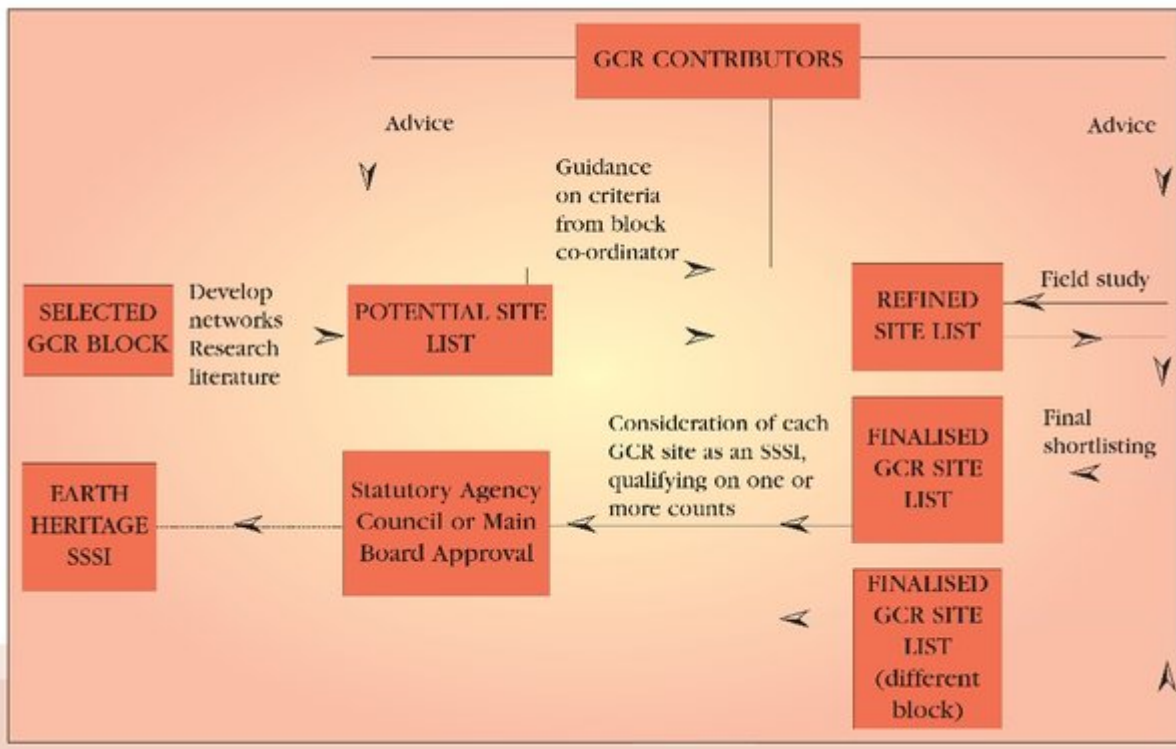 GCR CONTRIBUTORS
Advice
Advice
Guidance
on criteria
from block
co-ordinator
SELECTED
GCR BLOCK
Develop
networks
Research
literature
POTENTIAL SITE
LIST
REFINED
SITE LIST
Field study
EARTH
HERITAGE
SSSI
Statutory Agency
Council or Main
Board Approval
Consideration of each
GCR site as an SSSI,
qualifying on one or
more counts
FINALISED
GCR SITE
LIST
Final
shortlisting
FINALISED
GCR SITE
LIST
(different
block)